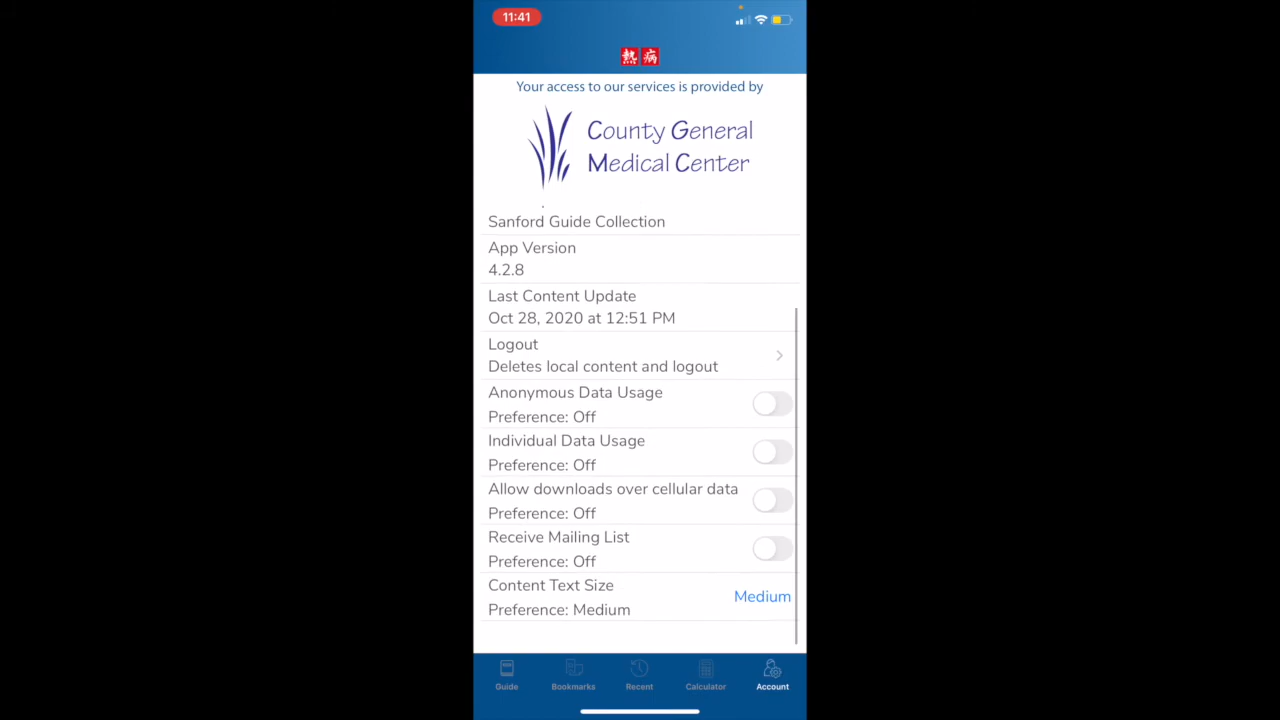 11:41
熱 病
Your access to our services is provided by
County General
Medical Center
Sanford Guide Collection
App Version
4.2.8
Last Content Update
Oct 28, 2020 at 12:51 PM
Logout
Deletes local content and logout
Anonymous Data Usage
Preference: Off
Individual Data Usage
Preference: Off
Allow downloads over cellular data
Preference: Off
Receive Mailing List
Preference: Off
Content Text Size
Medium
Preference: Medium
Guide
Bookmarks
Recent
Calculator
Account